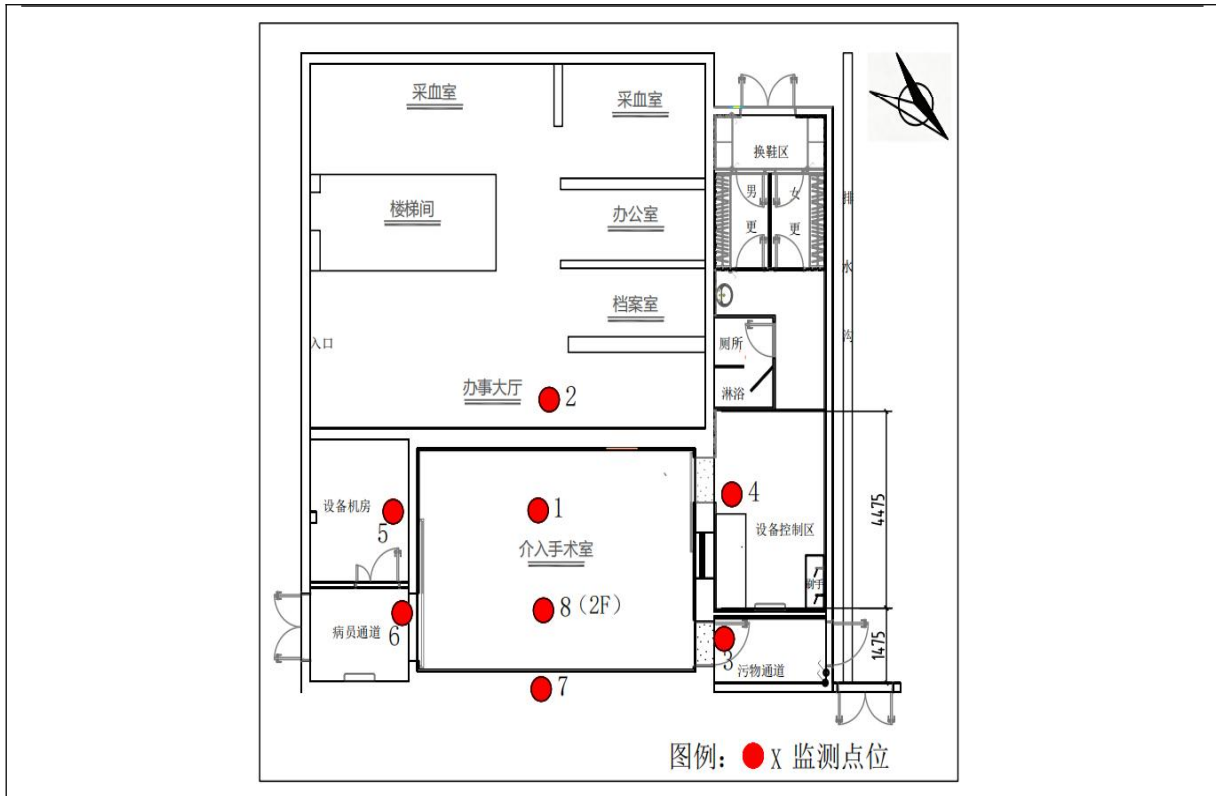 采血室
采血室
换鞋区
楼梯间
办公室
男
更
女
更
排
水
沟
档案室
入口
厕所
淋浴
办事大厅
2
4
设备机房
5
1
设备控制区
4475
介入手术室
刷手
8（2F）
病员通道
6
3
污物通道
1475
7
图例： X 监测点位